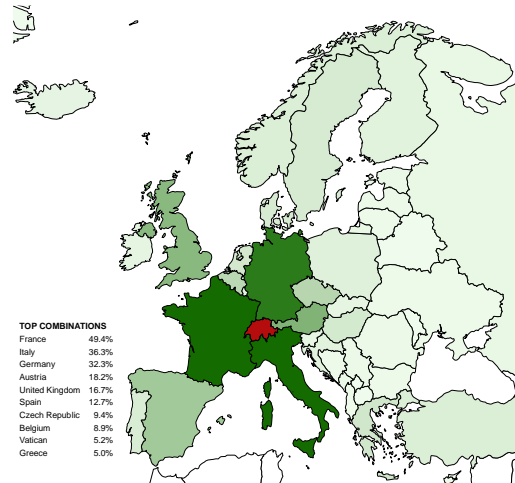 TOP COMBINATIONS
France 49.4%
Italy 36.3%
Germany 32.3%
Austria 18.2%
United Kingdom 16.7%
Spain 12.7%
Czech Republic 9.4%
Belgium 8.9%
Vatican 5.2%
Greece 5.0%